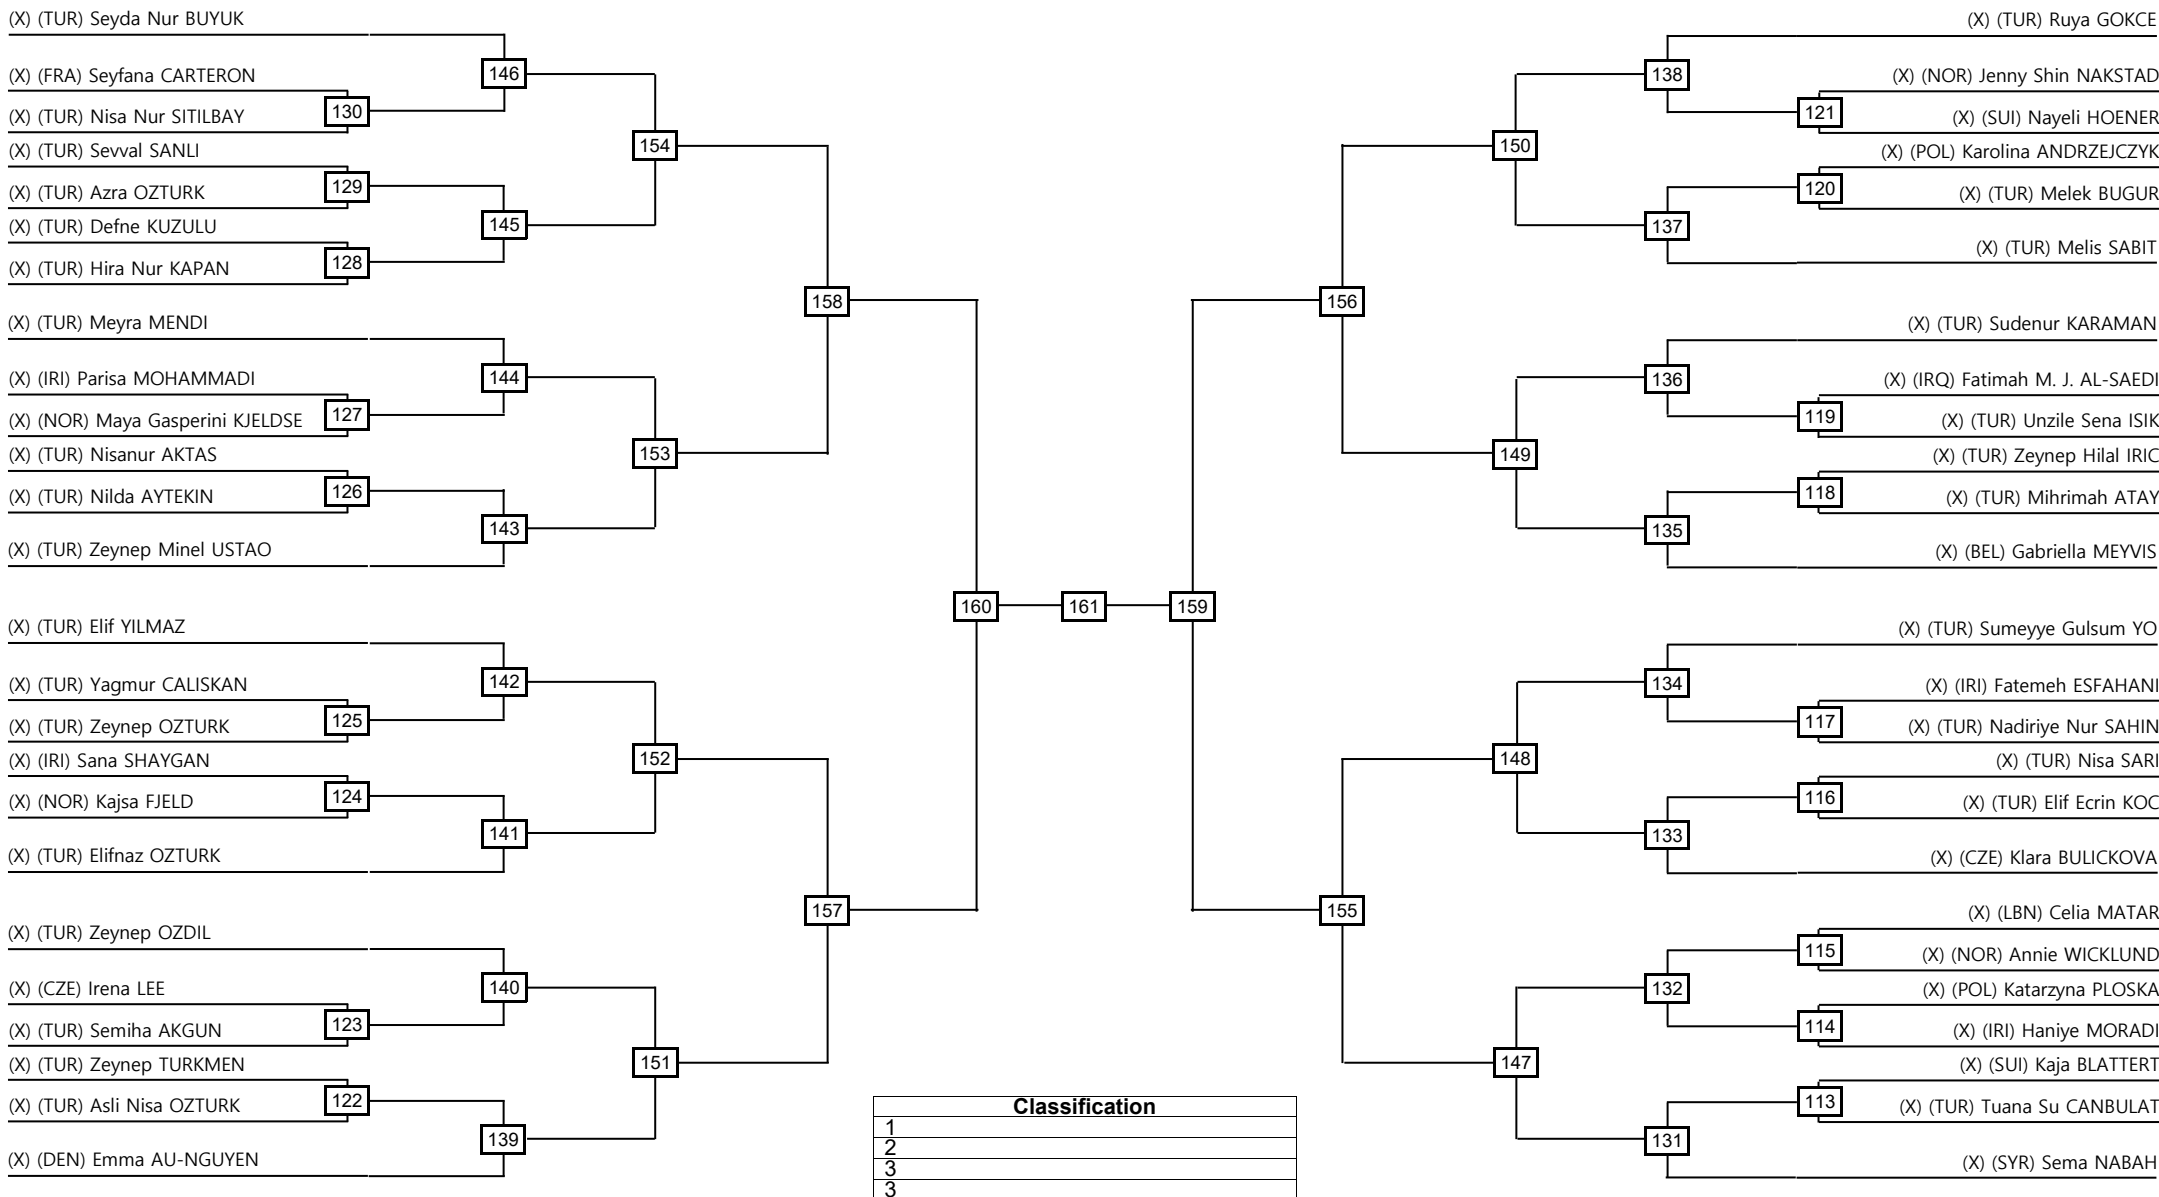 (X) (TUR) Seyda Nur BUYUK
(X) (FRA) Seyfana CARTERON
(X) (TUR) Nisa Nur SITILBAY
(X) (TUR) Sevval SANLI
(X) (TUR) Azra OZTURK
(X) (TUR) Defne KUZULU
(X) (TUR) Hira Nur KAPAN
(X) (TUR) Meyra MENDI
(X) (IRI) Parisa MOHAMMADI
(X) (NOR) Maya Gasperini KJELDSE
(X) (TUR) Nisanur AKTAS
(X) (TUR) Nilda AYTEKIN
(X) (TUR) Zeynep Minel USTAO
(X) (TUR) Elif YILMAZ
(X) (TUR) Yagmur CALISKAN
(X) (TUR) Zeynep OZTURK
(X) (IRI) Sana SHAYGAN
(X) (NOR) Kajsa FJELD
(X) (TUR) Elifnaz OZTURK
(X) (TUR) Zeynep OZDIL
(X) (CZE) Irena LEE
(X) (TUR) Semiha AKGUN
(X) (TUR) Zeynep TURKMEN
(X) (TUR) Asli Nisa OZTURK
(X) (DEN) Emma AU-NGUYEN
130
129
128
127
126
125
124
123
122
146
145
144
143
142
141
140
139
154
153
152
151
158
157
160
161
159
156
155
150
149
148
147
138
137
136
135
134
133
132
131
121
120
119
118
117
116
115
114
113
(X) (TUR) Ruya GOKCE
(X) (NOR) Jenny Shin NAKSTAD
(X) (SUI) Nayeli HOENER
(X) (POL) Karolina ANDRZEJCZYK
(X) (TUR) Melek BUGUR
(X) (TUR) Melis SABIT
(X) (TUR) Sudenur KARAMAN
(X) (IRQ) Fatimah M. J. AL-SAEDI
(X) (TUR) Unzile Sena ISIK
(X) (TUR) Zeynep Hilal IRIC
(X) (TUR) Mihrimah ATAY
(X) (BEL) Gabriella MEYVIS
(X) (TUR) Sumeyye Gulsum YO
(X) (IRI) Fatemeh ESFAHANI
(X) (TUR) Nadiriye Nur SAHIN
(X) (TUR) Nisa SARI
(X) (TUR) Elif Ecrin KOC
(X) (CZE) Klara BULICKOVA
(X) (LBN) Celia MATAR
(X) (NOR) Annie WICKLUND
(X) (POL) Katarzyna PLOSKA
(X) (IRI) Haniye MORADI
(X) (SUI) Kaja BLATTERT
(X) (TUR) Tuana Su CANBULAT
(X) (SYR) Sema NABAH
Classification
1
2
3
3